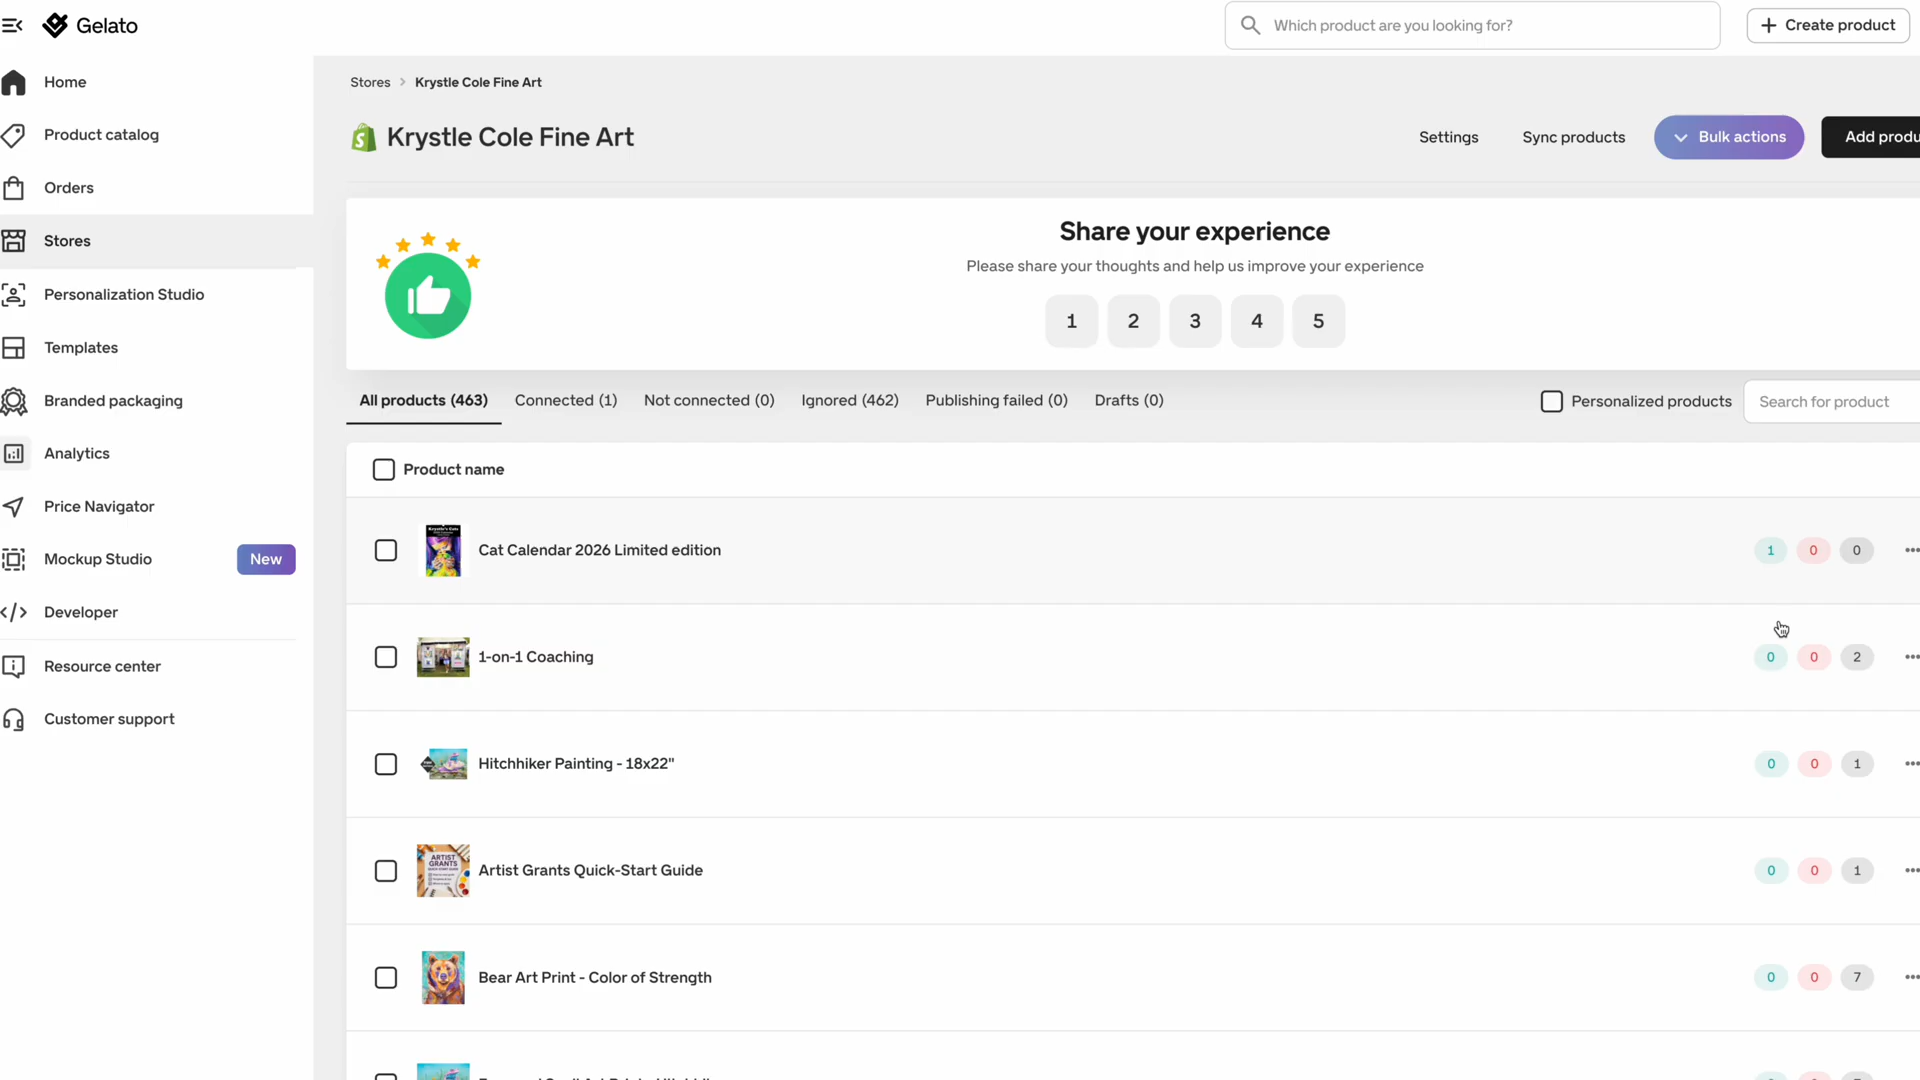 Gelato
Which product are you looking for?
Create product
Home
Product catalog
Orders
Stores
Personalization Studio
Templates
Branded packaging
Analytics
Price Navigator
Mockup Studio
New
Developer
Resource center
Customer support
Stores > Krystle Cole Fine Art
Krystle Cole Fine Art
Settings
Sync products
Bulk actions
Add produ
Share your experience
Please share your thoughts and help us improve your experience
1 2 3 4 5
All products (463)
Connected (1)
Not connected (0)
Ignored (462)
Publishing failed (0)
Drafts (0)
Personalized products
Search for product
Product name
Cat Calendar 2026 Limited edition
1 0 0
1-on-1 Coaching
0 0 2
Hitchhiker Painting - 18x22"
0 0 1
ARTIST
GRANTS
Artist Grants Quick-Start Guide
0 0 1
Bear Art Print - Color of Strength
0 0 7